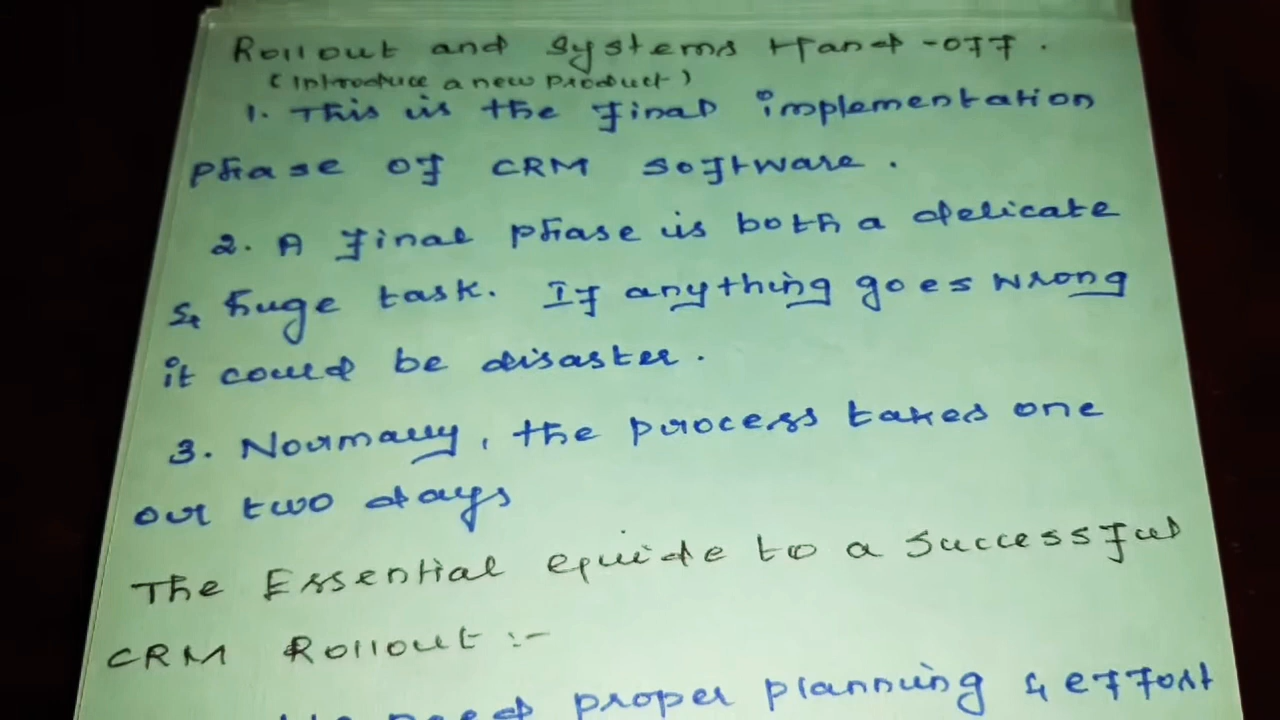 Rollout and Systems Hand-off.
(Introduce a new product)
1. This is the final implementation
phase of CRM software.
2. A final phase is both a delicate
& huge task. If anything goes wrong
it could be disaster.
3. Normally, the process takes one
or two days
The Essential guide to a successful
CRM Rollout :-
need proper planning & effort